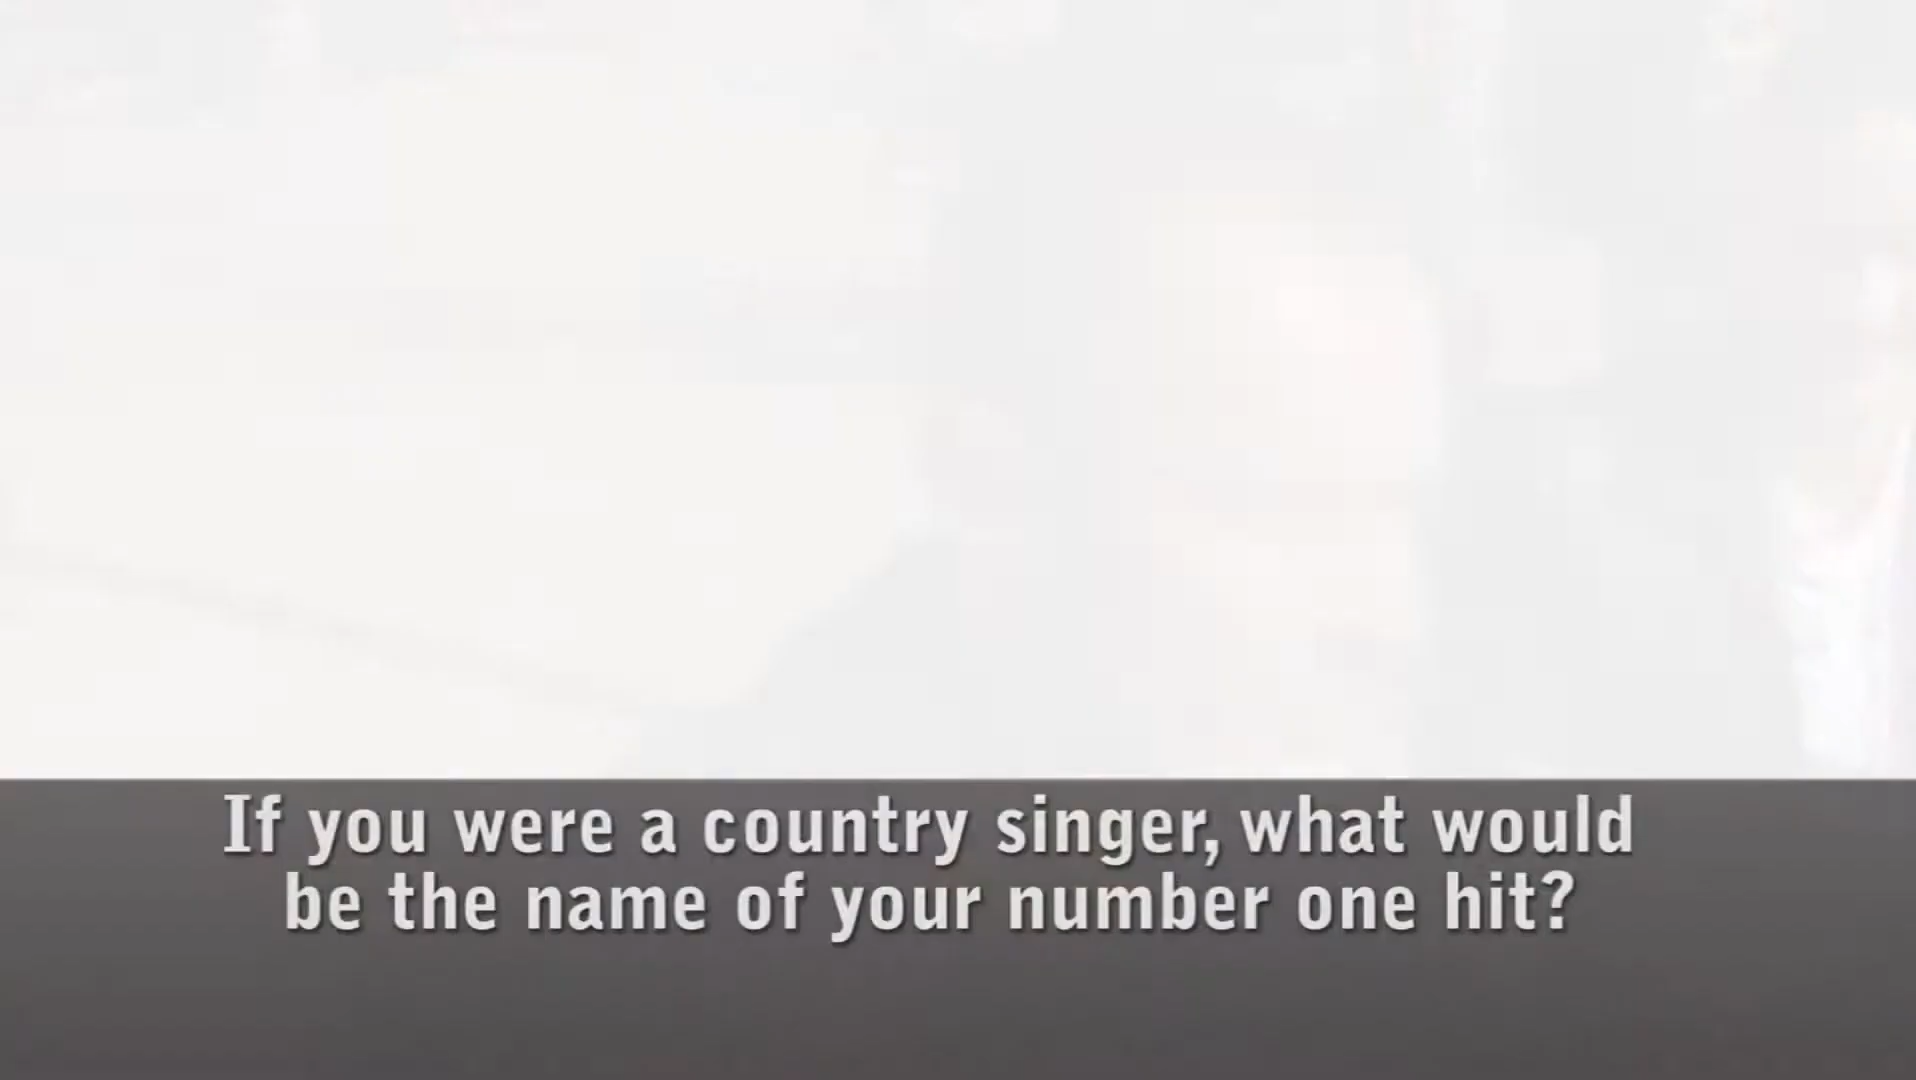 If you were a country singer, what would
be the name of your number one hit?